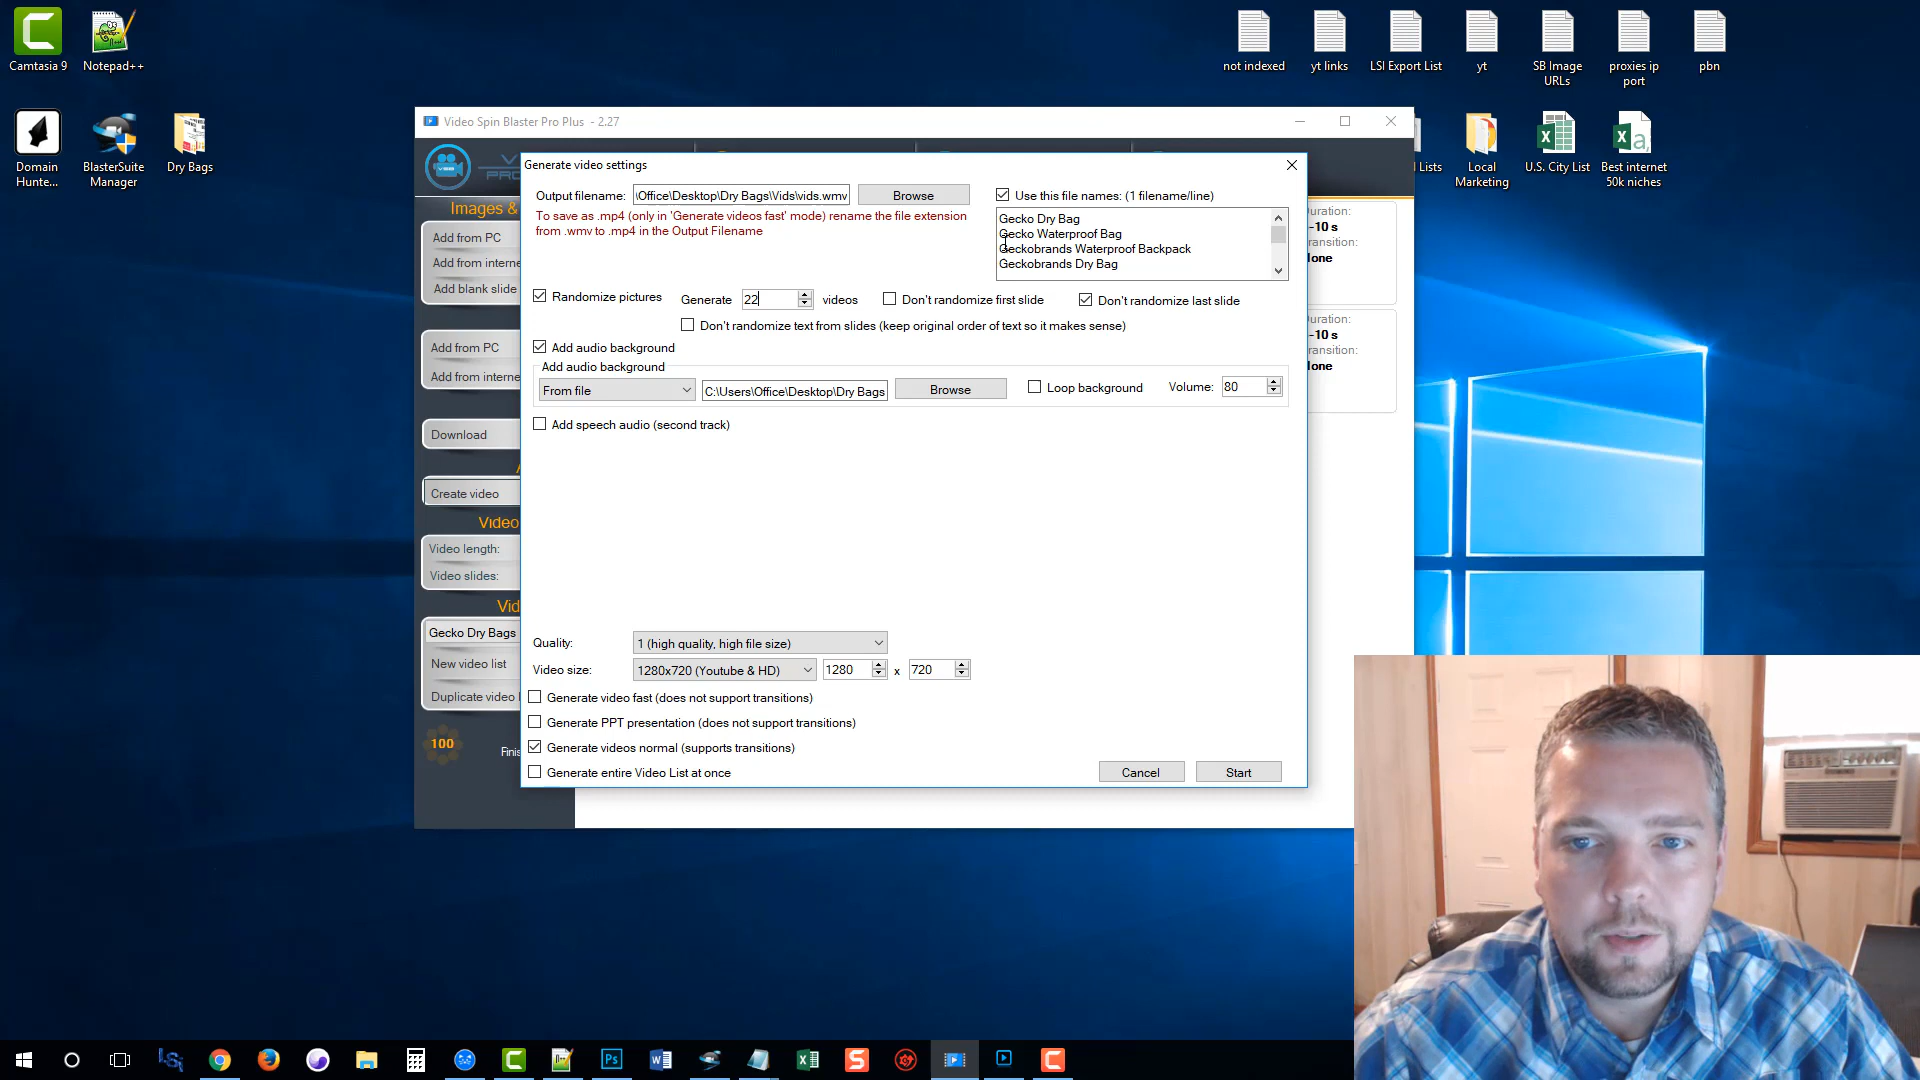 Camtasia 9
Notepad++
not indexed
yt links
LSI Export List
yt
SB Image
URLs
proxies ip
port
pbn
Domain
Hunte...
BlasterSuite
Manager
Dry Bags
Lists
Local
Marketing
U.S. City List
Best internet
50k niches
Video Spin Blaster Pro Plus - 2.27
Generate video settings
Output filename:
\Office\Desktop\Dry Bags\Vids\vids.wmv
Browse
Use this file names: (1 filename/line)
To save as .mp4 (only in 'Generate videos fast' mode) rename the file extension
from .wmv to .mp4 in the Output Filename
Gecko Dry Bag
Gecko Waterproof Bag
Geckobrands Waterproof Backpack
Geckobrands Dry Bag
Randomize pictures
Generate
22
videos
Don't randomize first slide
Don't randomize last slide
Don't randomize text from slides (keep original order of text so it makes sense)
Add audio background
Add audio background
From file
C:\Users\Office\Desktop\Dry Bags
Browse
Loop background
Volume:
80
Add speech audio (second track)
Quality:
1 (high quality, high file size)
Video size:
1280x720 (Youtube & HD)
1280
x
720
Generate video fast (does not support transitions)
Generate PPT presentation (does not support transitions)
Generate videos normal (supports transitions)
Generate entire Video List at once
Cancel
Start
Images &
Add from PC
Add from interne
Add blank slide
Add from PC
Add from interne
Download
Create video
Video
Video length:
Video slides:
Vid
Gecko Dry Bags
New video list
Duplicate video l
100
Finis
Duration:
-10 s
ransition:
lone
Duration:
-10 s
ransition:
lone
Ps